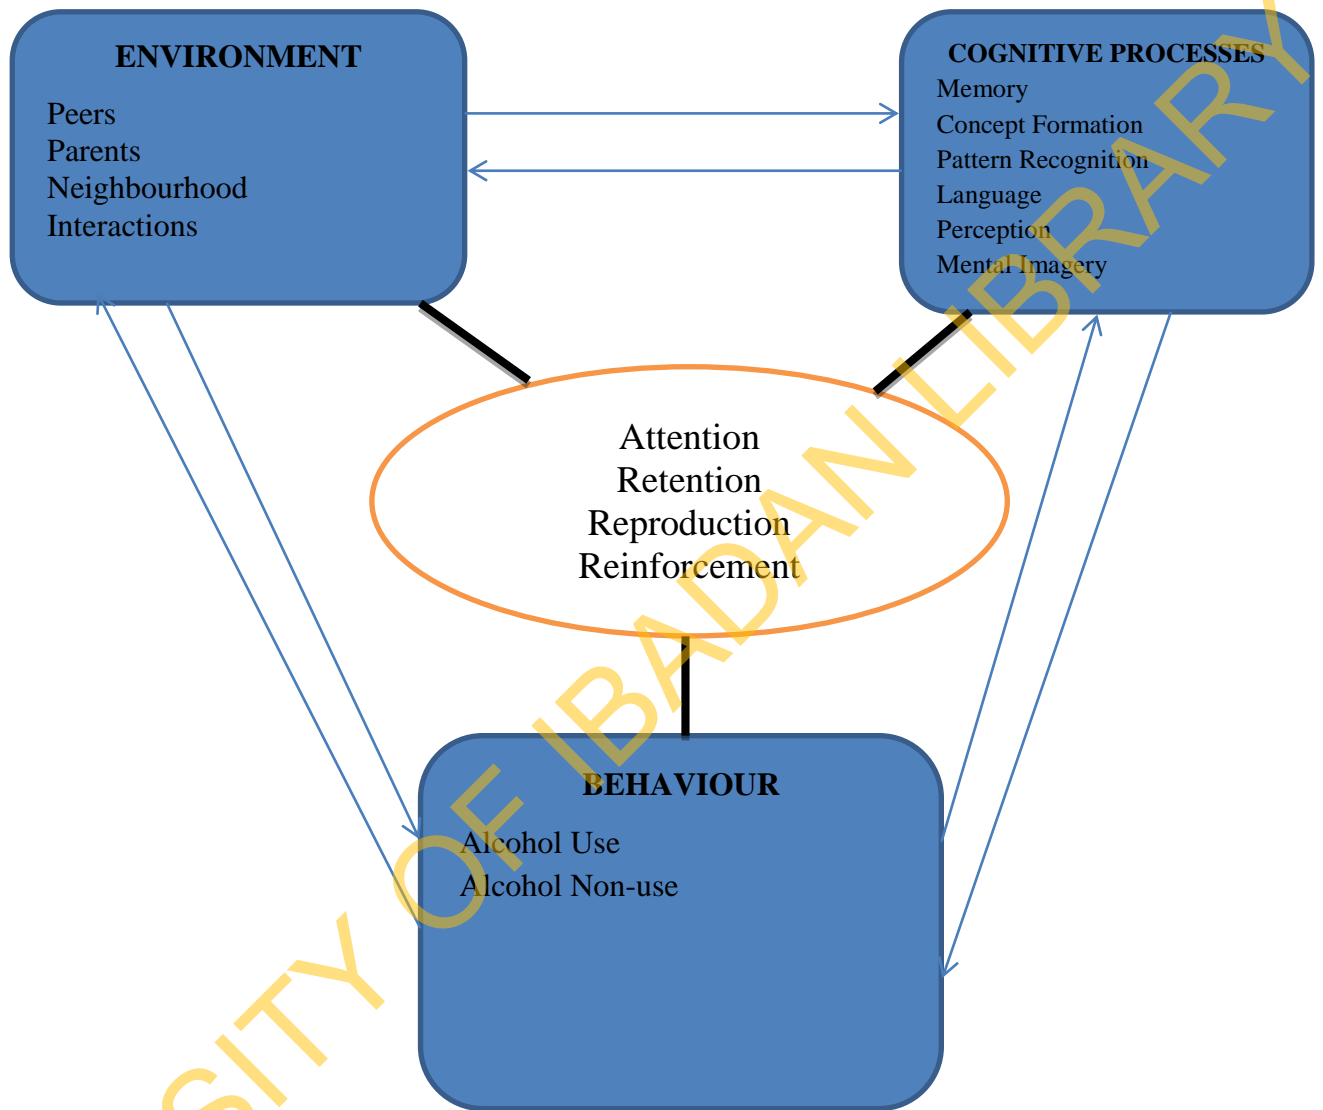 ENVIRONMENT
Peers
Parents
Neighbourhood
Interactions
COGNITIVE PROCESSES
Memory
Concept Formation
Pattern Recognition
Language
Perception
Mental Imagery
Attention
Retention
Reproduction
Reinforcement
BEHAVIOUR
Alcohol Use
Alcohol Non-use
SITY OF IBADAN LIBRARY